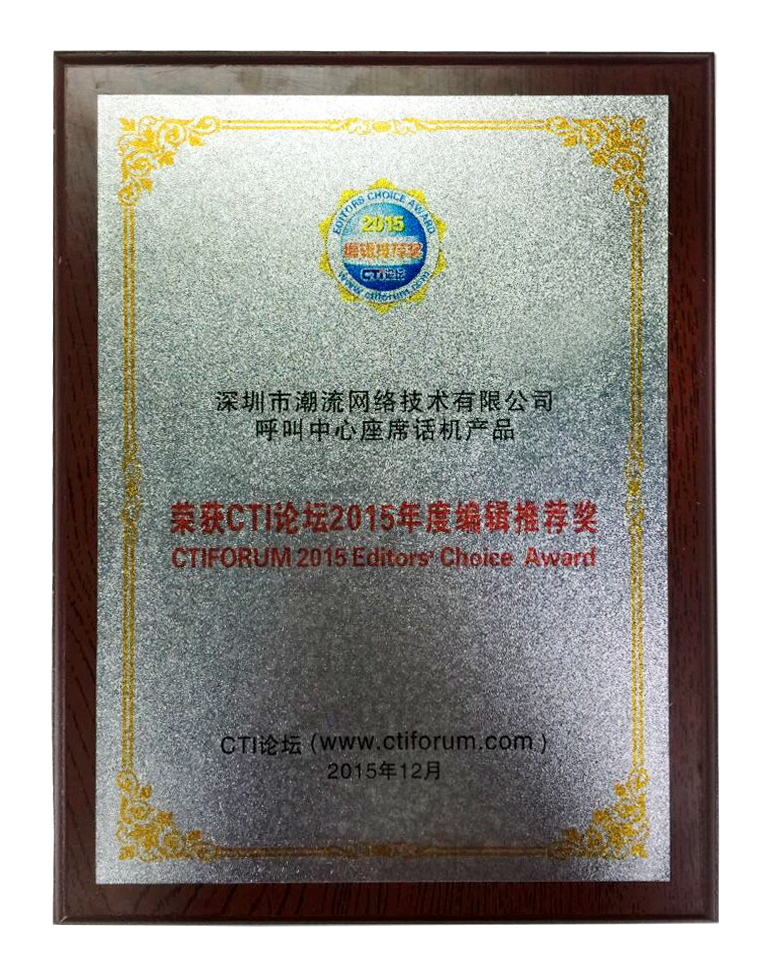 EDITORS CHOICE AWARD
2015
编辑推荐奖
CTI论坛
www.ctiforum.com
深圳市潮流网络技术有限公司
呼叫中心座席话机产品
荣获CTI论坛2015年度编辑推荐奖
CTIFORUM 2015 Editors' Choice Award
CTI论坛 (www.ctiforum.com)
2015年12月